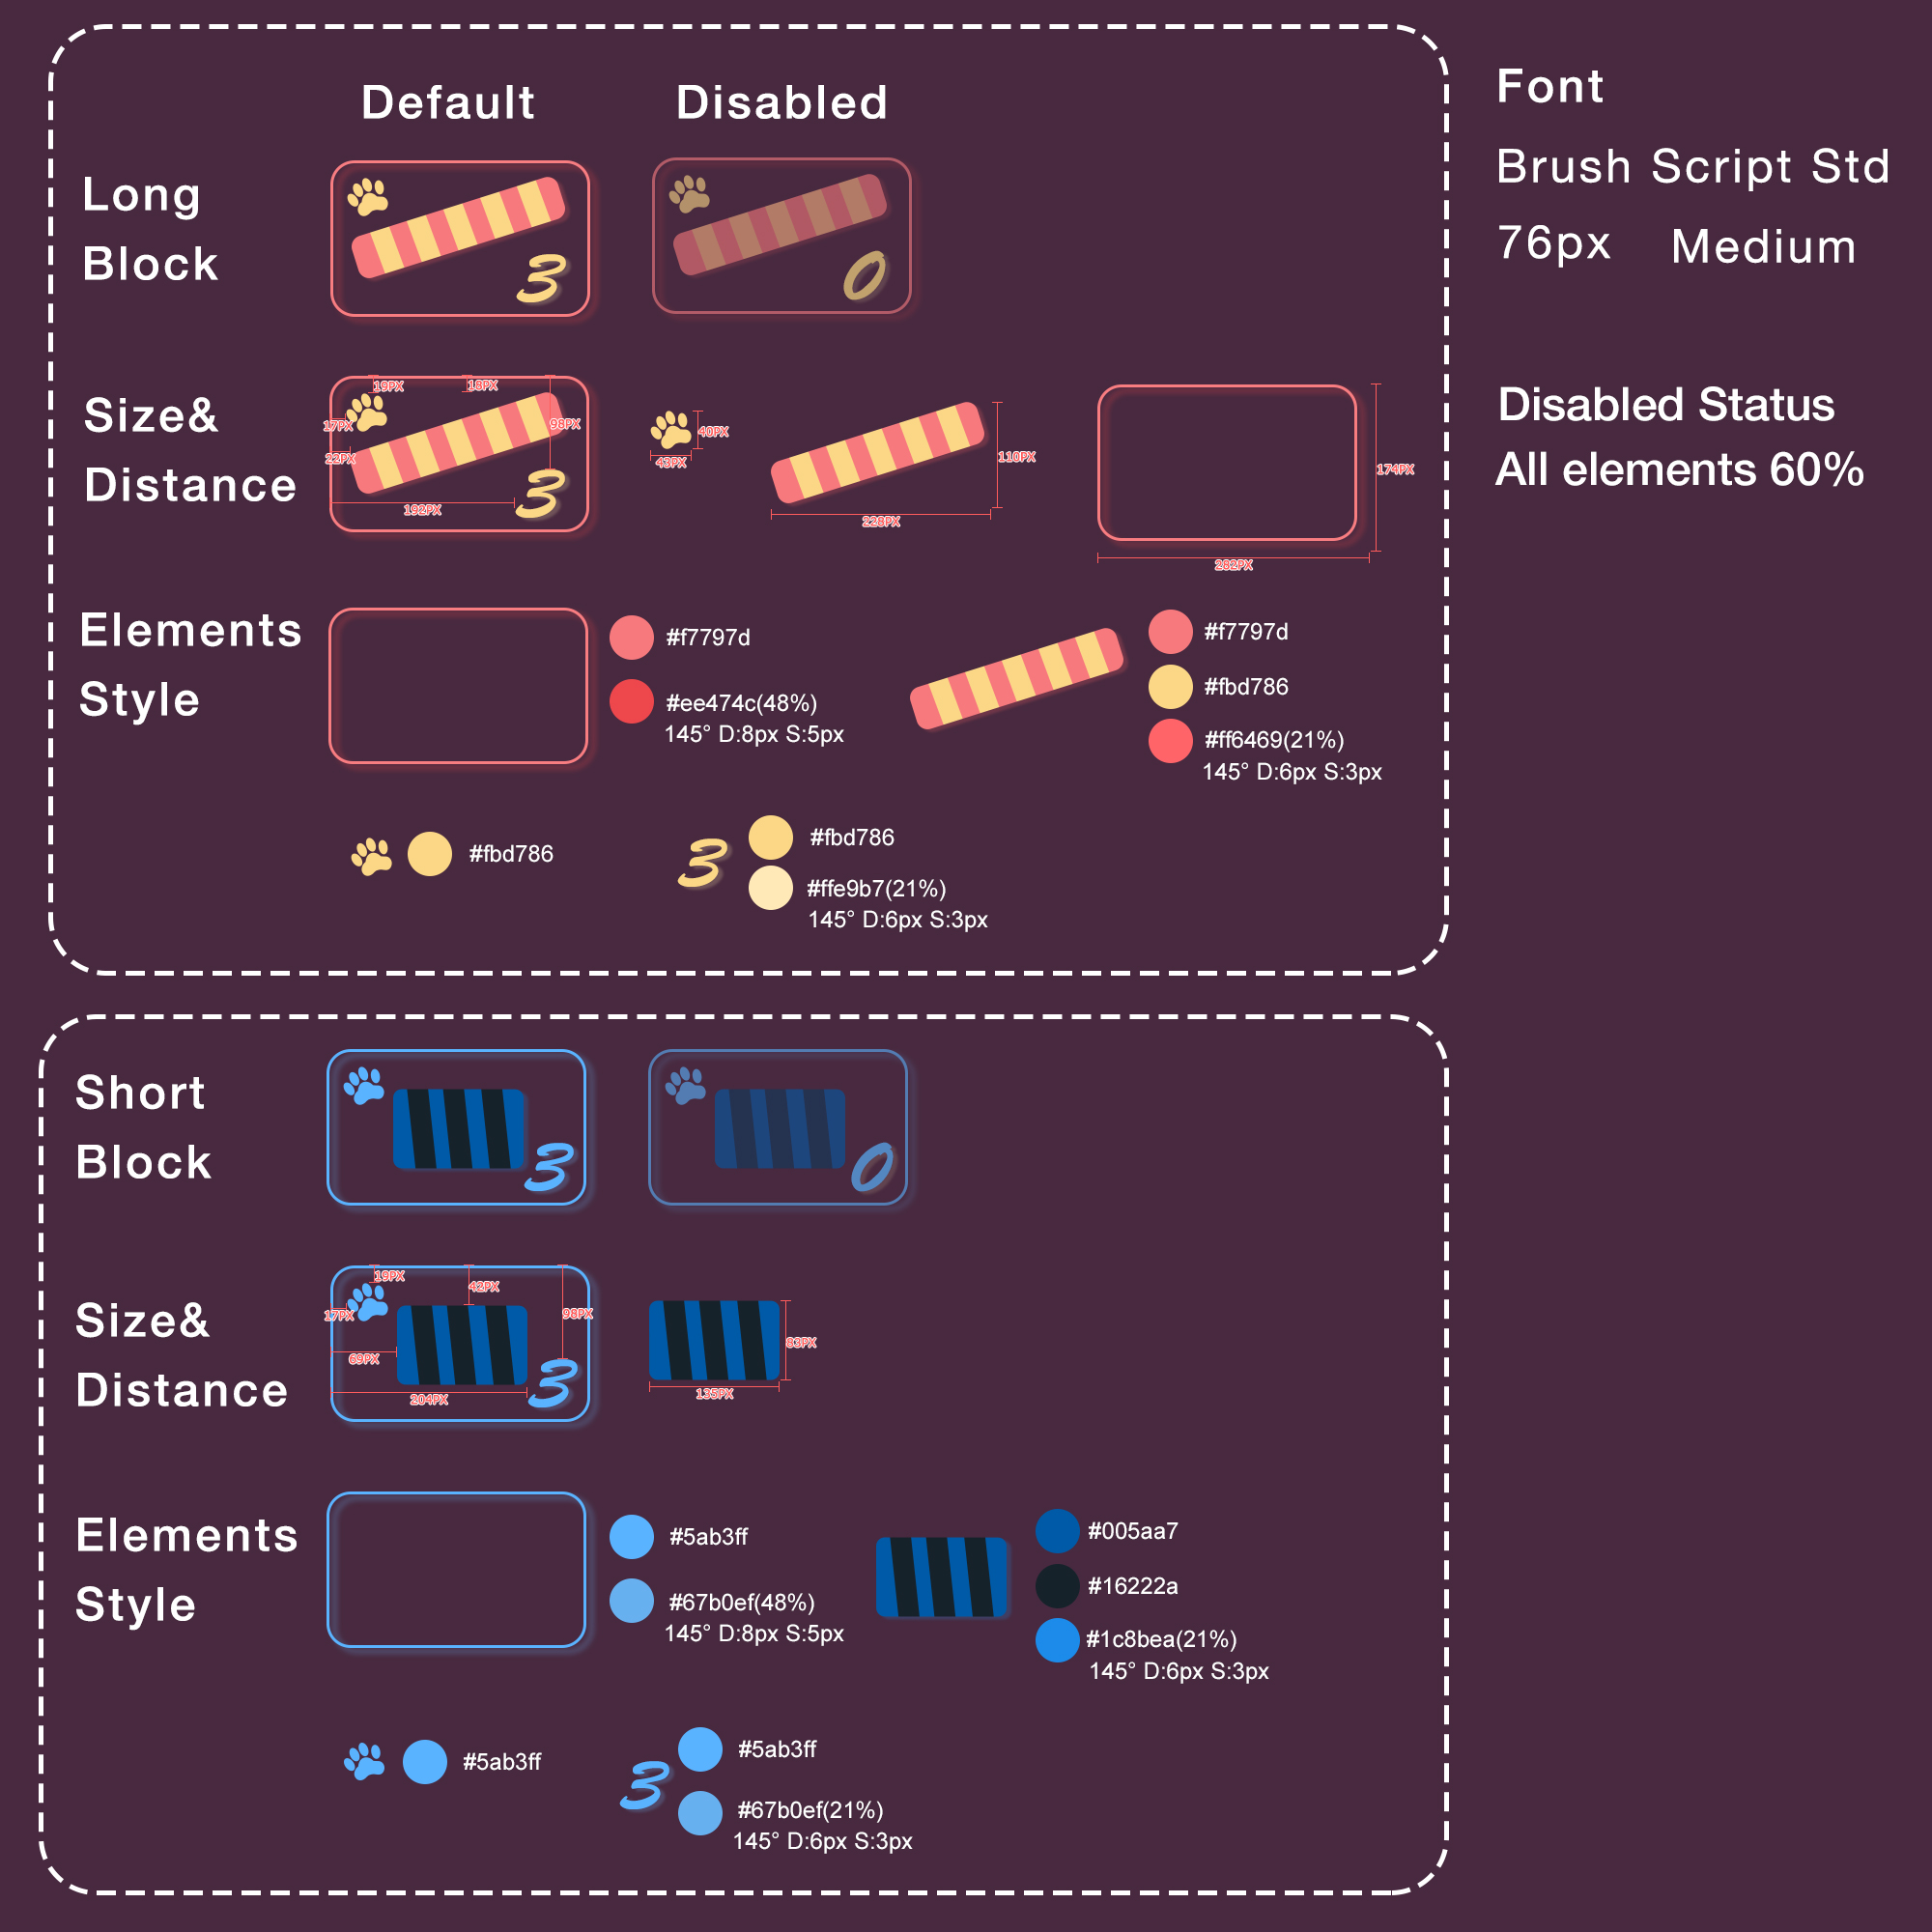 Default
Disabled
Long
Block
3
0
Size&
Distance
19PX
18PX
17PX
98PX
22PX
192PX
3
40PX
43PX
110PX
228PX
174PX
282PX
Elements
Style
#f7797d
#ee474c(48%)
145° D:8px S:5px
#f7797d
#fbd786
#ff6469(21%)
145° D:6px S:3px
#fbd786
3
#fbd786
#ffe9b7(21%)
145° D:6px S:3px
Font
Brush Script Std
76px Medium
Disabled Status
All elements 60%
Short
Block
3
0
Size&
Distance
19PX
42PX
17PX
98PX
69PX
204PX
3
83PX
135PX
Elements
Style
#5ab3ff
#67b0ef(48%)
145° D:8px S:5px
#005aa7
#16222a
#1c8bea(21%)
145° D:6px S:3px
#5ab3ff
3
#5ab3ff
#67b0ef(21%)
145° D:6px S:3px